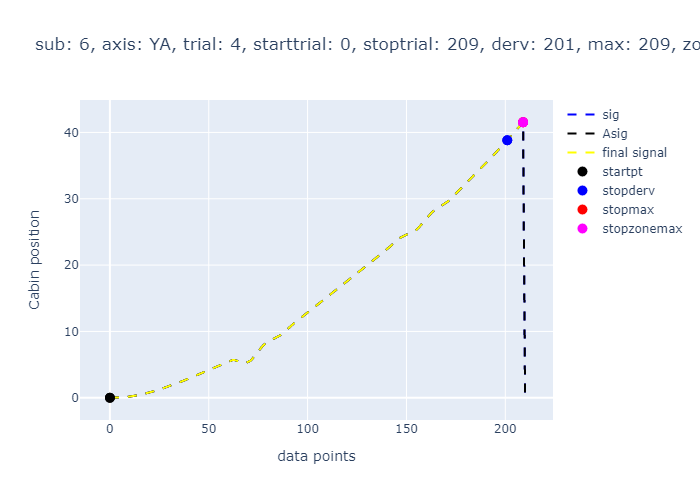 sub: 6, axis: YA, trial: 4, starttrial: 0, stoptrial: 209, derv: 201, max: 209, zo
40
30
20
10
0
Cabin position
0
50
100
150
200
data points
sig
Asig
final signal
startpt
stopderv
stopmax
stopzonemax